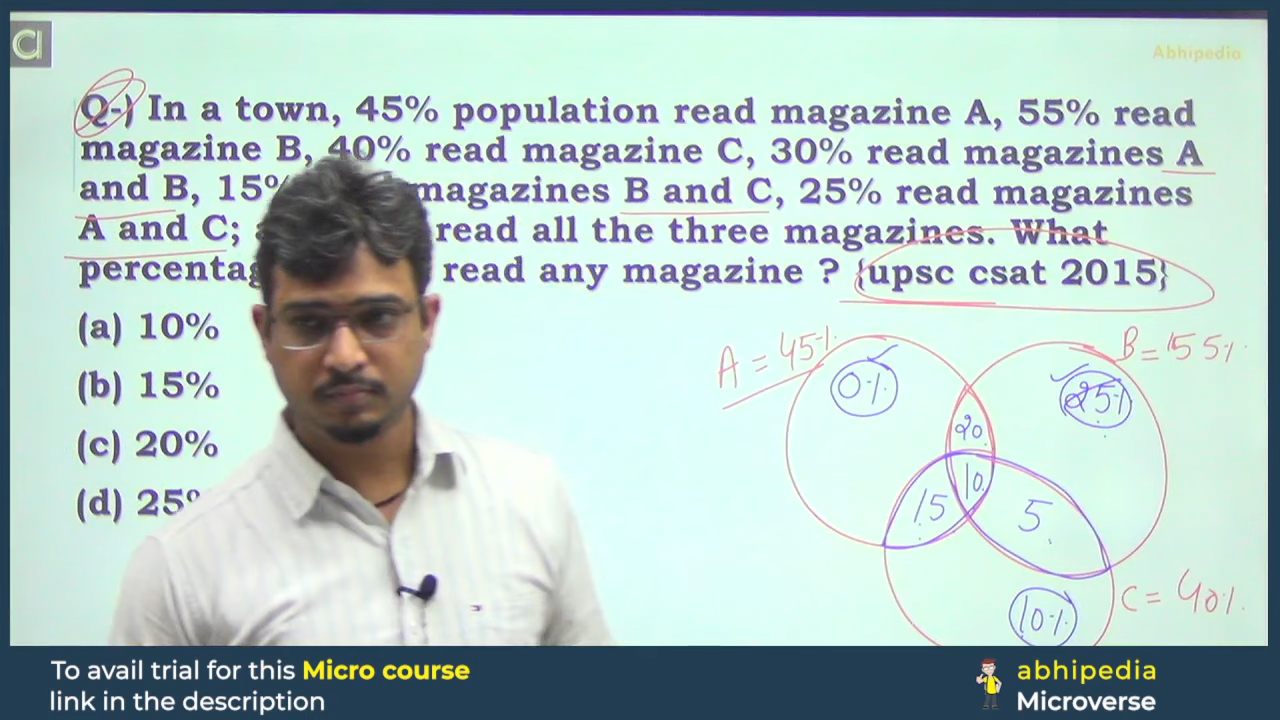 a
Abhipedia
Q-) In a town, 45% population read magazine A, 55% read
magazine B, 40% read magazine C, 30% read magazines A
and B, 15% magazines B and C, 25% read magazines
A and C; read all the three magazines. What
read any magazine ? {upsc csat 2015}
(a) 10%
(b) 15%
(c) 20%
(d) 25%
A = 45%
B = 55%
0%
25%
20
10
15
5
C = 40%
10%
To avail trial for this Micro course
link in the description
abhipedia
Microverse